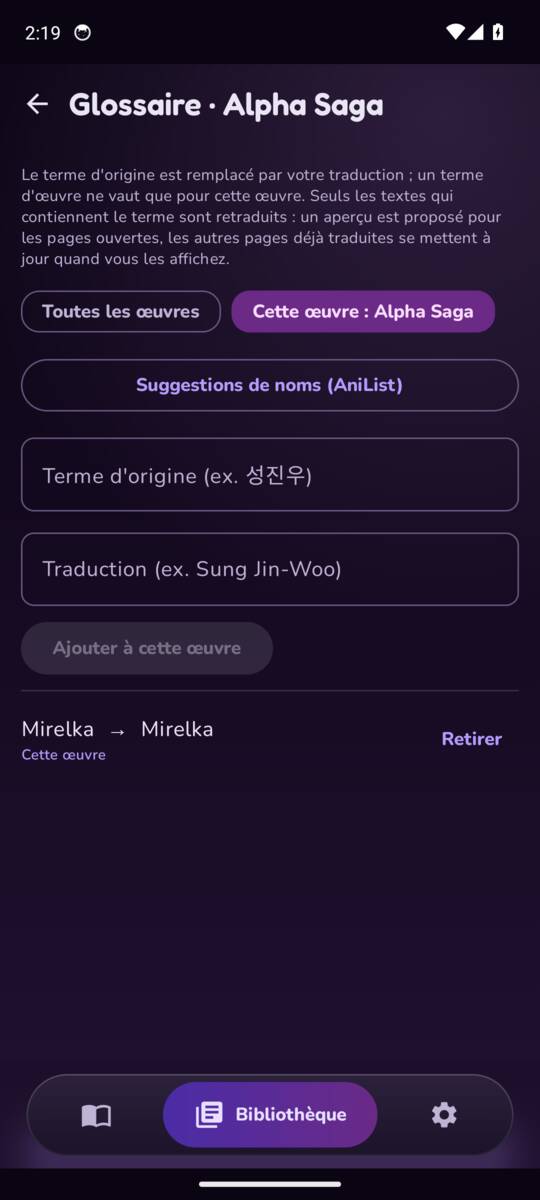 2:19
Glossaire · Alpha Saga
Le terme d'origine est remplacé par votre traduction ; un terme
d'œuvre ne vaut que pour cette œuvre. Seuls les textes qui
contiennent le terme sont retraduits : un aperçu est proposé pour
les pages ouvertes, les autres pages déjà traduites se mettent à
jour quand vous les affichez.
Toutes les œuvres
Cette œuvre : Alpha Saga
Suggestions de noms (AniList)
Terme d'origine (ex. 성진우)
Traduction (ex. Sung Jin-Woo)
Ajouter à cette œuvre
Mirelka → Mirelka
Cette œuvre
Retirer
Bibliothèque